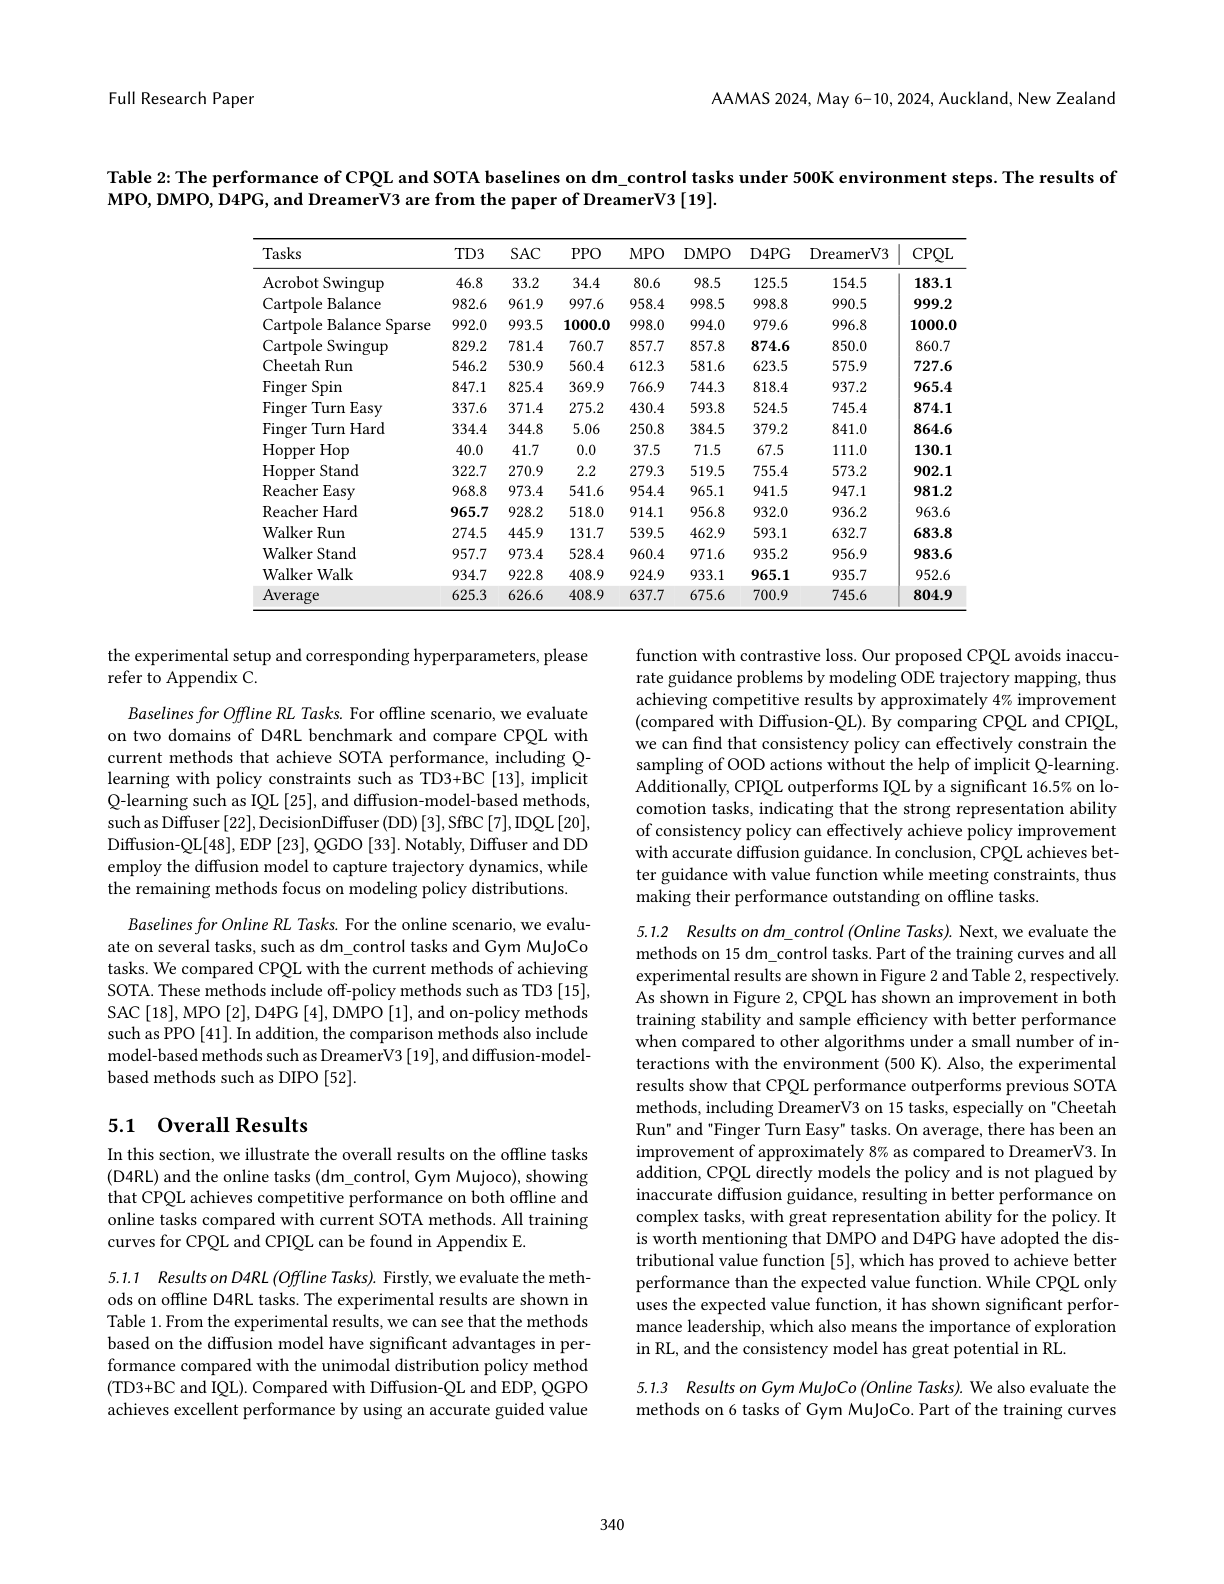 Full Research Paper
AAMAS 2024, May 6–10, 2024, Auckland, New Zealand
Table 2: The performance of CPQL and SOTA baselines on dm_control tasks under 500K environment steps. The results of
MPO, DMPO, D4PG, and DreamerV3 are from the paper of DreamerV3 [19].
Tasks TD3 SAC PPO MPO DMPO D4PG DreamerV3 CPQL
Acrobot Swingup 46.8 33.2 34.4 80.6 98.5 125.5 154.5 183.1
Cartpole Balance 982.6 961.9 997.6 958.4 998.5 998.8 990.5 999.2
Cartpole Balance Sparse 992.0 993.5 1000.0 998.0 994.0 979.6 996.8 1000.0
Cartpole Swingup 829.2 781.4 760.7 857.7 857.8 874.6 850.0 860.7
Cheetah Run 546.2 530.9 560.4 612.3 581.6 623.5 575.9 727.6
Finger Spin 847.1 825.4 369.9 766.9 744.3 818.4 937.2 965.4
Finger Turn Easy 337.6 371.4 275.2 430.4 593.8 524.5 745.4 874.1
Finger Turn Hard 334.4 344.8 5.06 250.8 384.5 379.2 841.0 864.6
Hopper Hop 40.0 41.7 0.0 37.5 71.5 67.5 111.0 130.1
Hopper Stand 322.7 270.9 2.2 279.3 519.5 755.4 573.2 902.1
Reacher Easy 968.8 973.4 541.6 954.4 965.1 941.5 947.1 981.2
Reacher Hard 965.7 928.2 518.0 914.1 956.8 932.0 936.2 963.6
Walker Run 274.5 445.9 131.7 539.5 462.9 593.1 632.7 683.8
Walker Stand 957.7 973.4 528.4 960.4 971.6 935.2 956.9 983.6
Walker Walk 934.7 922.8 408.9 924.9 933.1 965.1 935.7 952.6
Average 625.3 626.6 408.9 637.7 675.6 700.9 745.6 804.9
the experimental setup and corresponding hyperparameters, please
refer to Appendix C.
Baselines for Offline RL Tasks. For offline scenario, we evaluate
on two domains of D4RL benchmark and compare CPQL with
current methods that achieve SOTA performance, including Q-
learning with policy constraints such as TD3+BC [13], implicit
Q-learning such as IQL [25], and diffusion-model-based methods,
such as Diffuser [22], DecisionDiffuser (DD) [3], SfBC [7], IDQL [20],
Diffusion-QL[48], EDP [23], QGDO [33]. Notably, Diffuser and DD
employ the diffusion model to capture trajectory dynamics, while
the remaining methods focus on modeling policy distributions.
Baselines for Online RL Tasks. For the online scenario, we evalu-
ate on several tasks, such as dm_control tasks and Gym MuJoCo
tasks. We compared CPQL with the current methods of achieving
SOTA. These methods include off-policy methods such as TD3 [15],
SAC [18], MPO [2], D4PG [4], DMPO [1], and on-policy methods
such as PPO [41]. In addition, the comparison methods also include
model-based methods such as DreamerV3 [19], and diffusion-model-
based methods such as DIPO [52].
5.1 Overall Results
In this section, we illustrate the overall results on the offline tasks
(D4RL) and the online tasks (dm_control, Gym Mujoco), showing
that CPQL achieves competitive performance on both offline and
online tasks compared with current SOTA methods. All training
curves for CPQL and CPIQL can be found in Appendix E.
5.1.1 Results on D4RL (Offline Tasks). Firstly, we evaluate the meth-
ods on offline D4RL tasks. The experimental results are shown in
Table 1. From the experimental results, we can see that the methods
based on the diffusion model have significant advantages in per-
formance compared with the unimodal distribution policy method
(TD3+BC and IQL). Compared with Diffusion-QL and EDP, QGPO
achieves excellent performance by using an accurate guided value
function with contrastive loss. Our proposed CPQL avoids inaccu-
rate guidance problems by modeling ODE trajectory mapping, thus
achieving competitive results by approximately 4% improvement
(compared with Diffusion-QL). By comparing CPQL and CPIQL,
we can find that consistency policy can effectively constrain the
sampling of OOD actions without the help of implicit Q-learning.
Additionally, CPIQL outperforms IQL by a significant 16.5% on lo-
comotion tasks, indicating that the strong representation ability
of consistency policy can effectively achieve policy improvement
with accurate diffusion guidance. In conclusion, CPQL achieves bet-
ter guidance with value function while meeting constraints, thus
making their performance outstanding on offline tasks.
5.1.2 Results on dm_control (Online Tasks). Next, we evaluate the
methods on 15 dm_control tasks. Part of the training curves and all
experimental results are shown in Figure 2 and Table 2, respectively.
As shown in Figure 2, CPQL has shown an improvement in both
training stability and sample efficiency with better performance
when compared to other algorithms under a small number of in-
teractions with the environment (500 K). Also, the experimental
results show that CPQL performance outperforms previous SOTA
methods, including DreamerV3 on 15 tasks, especially on "Cheetah
Run" and "Finger Turn Easy" tasks. On average, there has been an
improvement of approximately 8% as compared to DreamerV3. In
addition, CPQL directly models the policy and is not plagued by
inaccurate diffusion guidance, resulting in better performance on
complex tasks, with great representation ability for the policy. It
is worth mentioning that DMPO and D4PG have adopted the dis-
tributional value function [5], which has proved to achieve better
performance than the expected value function. While CPQL only
uses the expected value function, it has shown significant perfor-
mance leadership, which also means the importance of exploration
in RL, and the consistency model has great potential in RL.
5.1.3 Results on Gym MuJoCo (Online Tasks). We also evaluate the
methods on 6 tasks of Gym MuJoCo. Part of the training curves
340